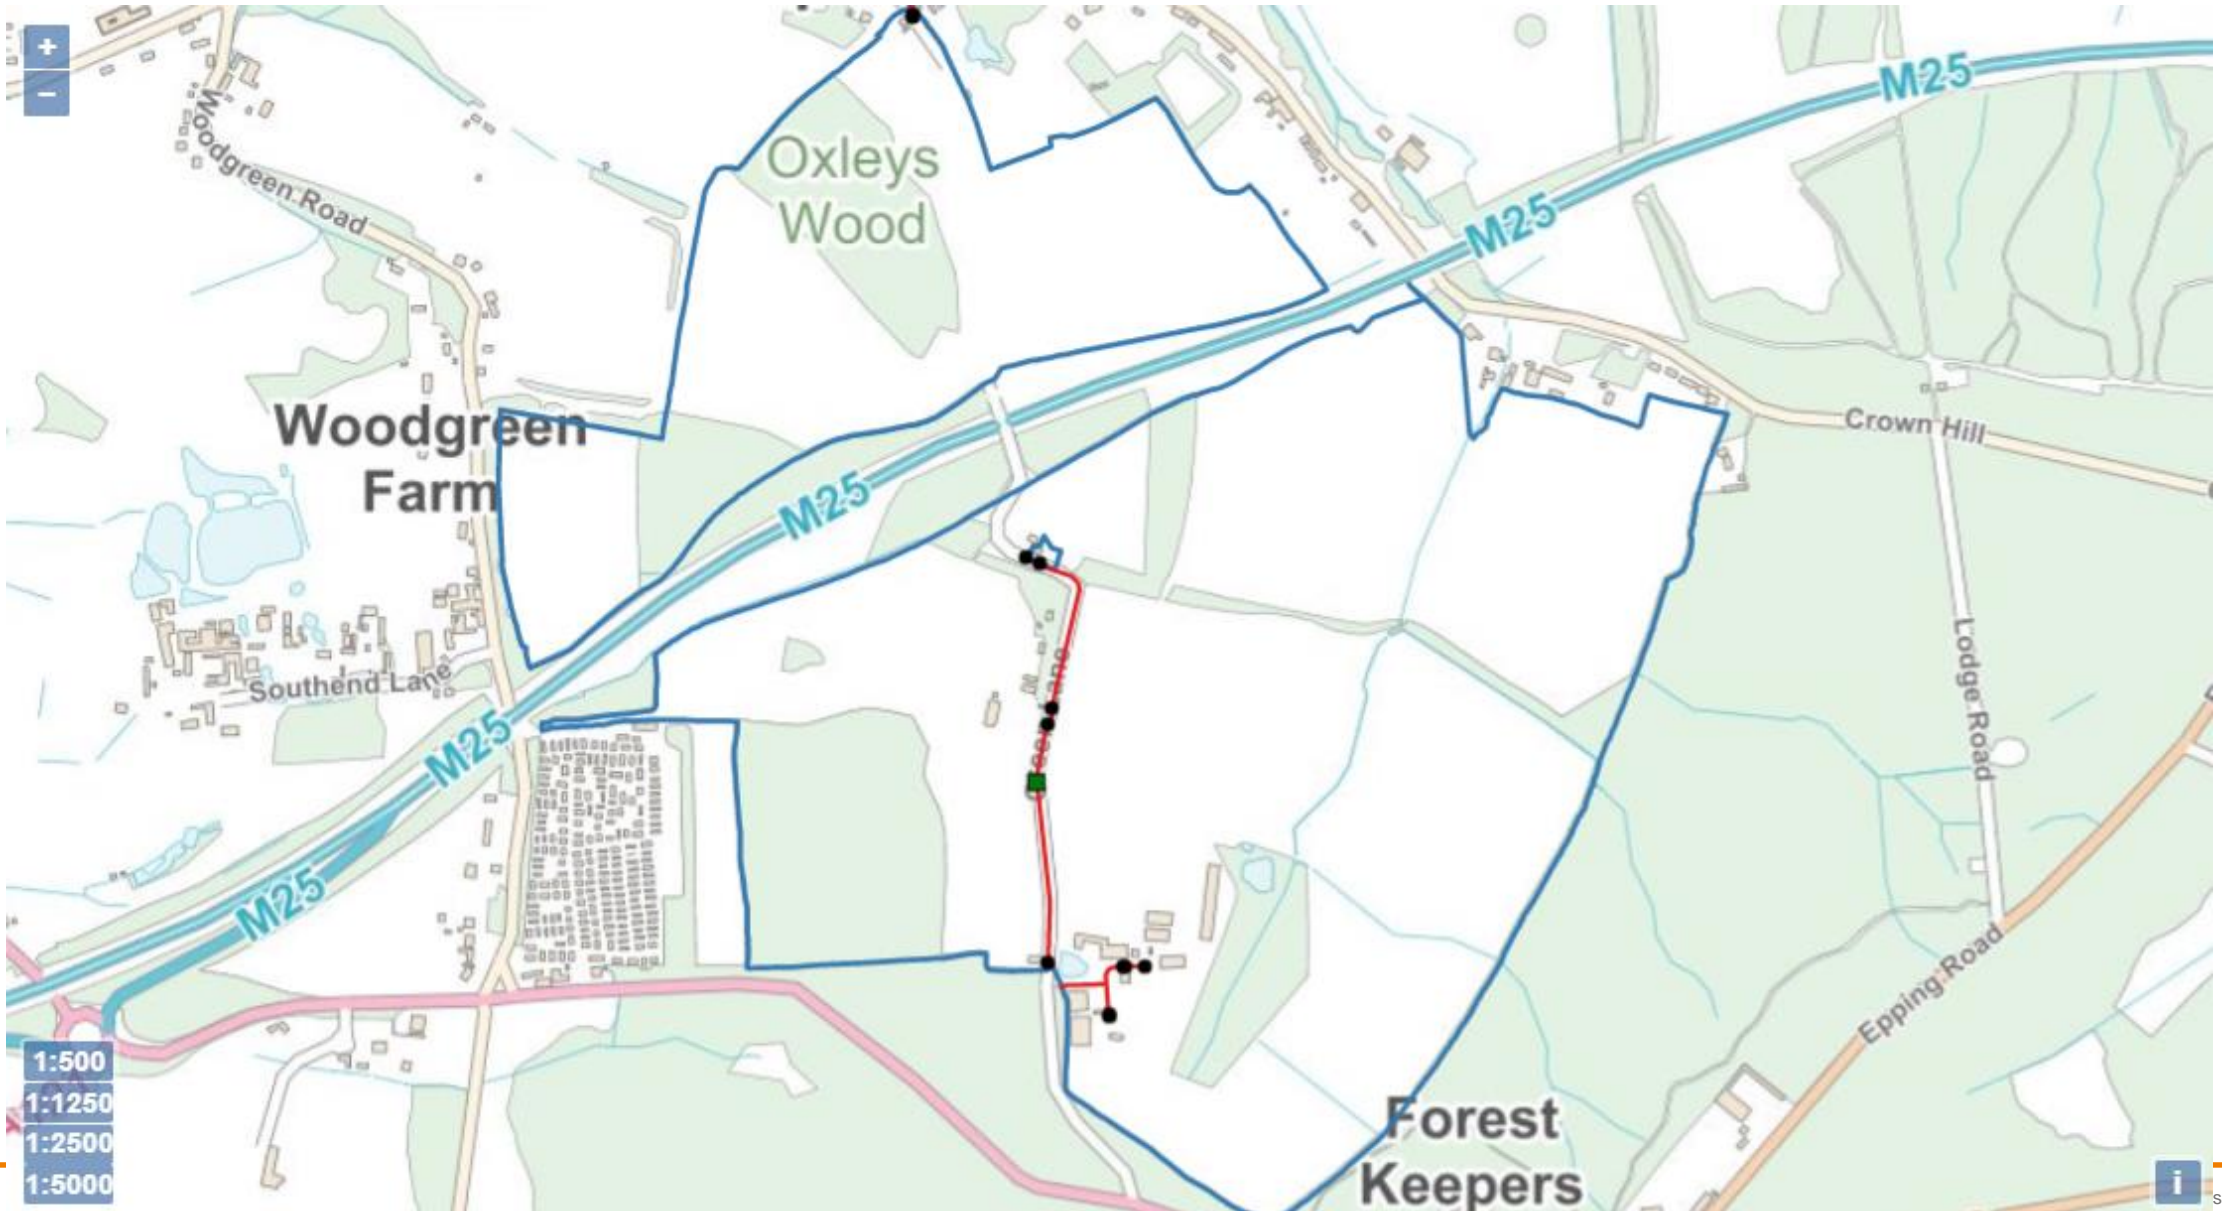 +
−
Woodgreen Road
Oxleys
Wood
M25
M25
Woodgreen
Farm
M25
Crown Hill
Southend Lane
Lodge Road
M25
M25
Epping Road
Forest
Keepers
1:500
1:1250
1:2500
1:5000
i
s